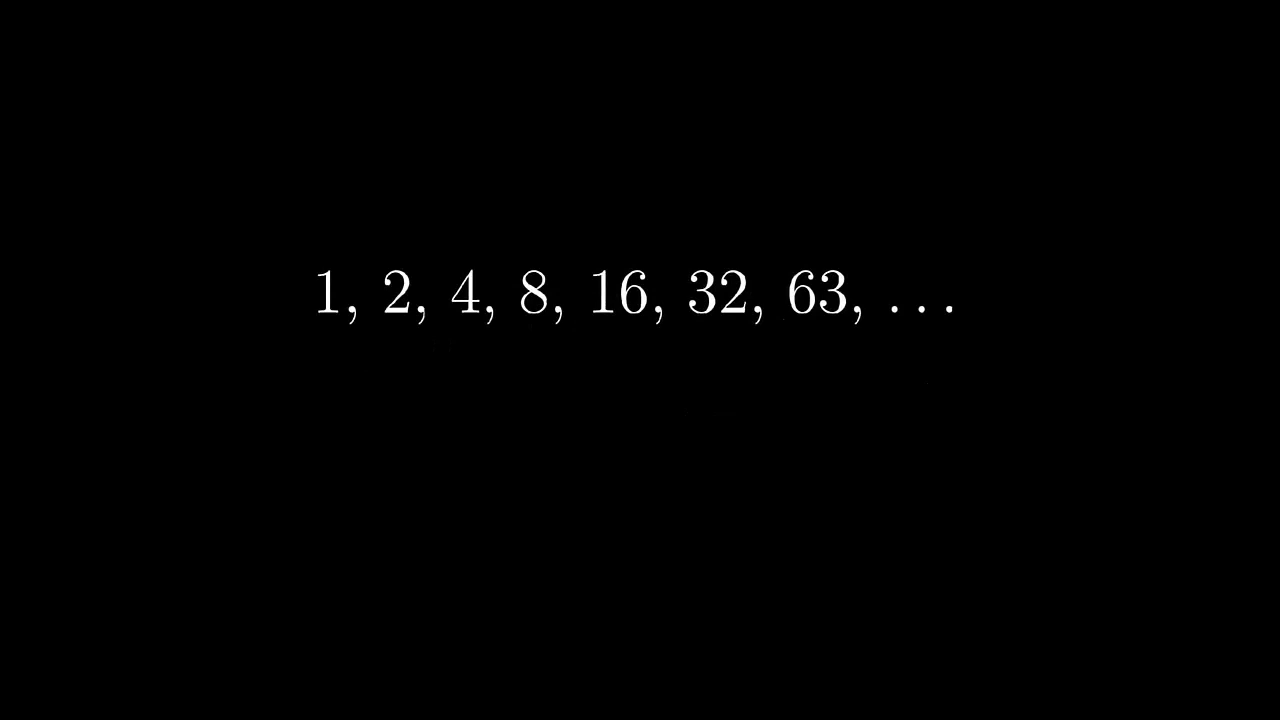 1, 2, 4, 8, 16, 32, 63, ...